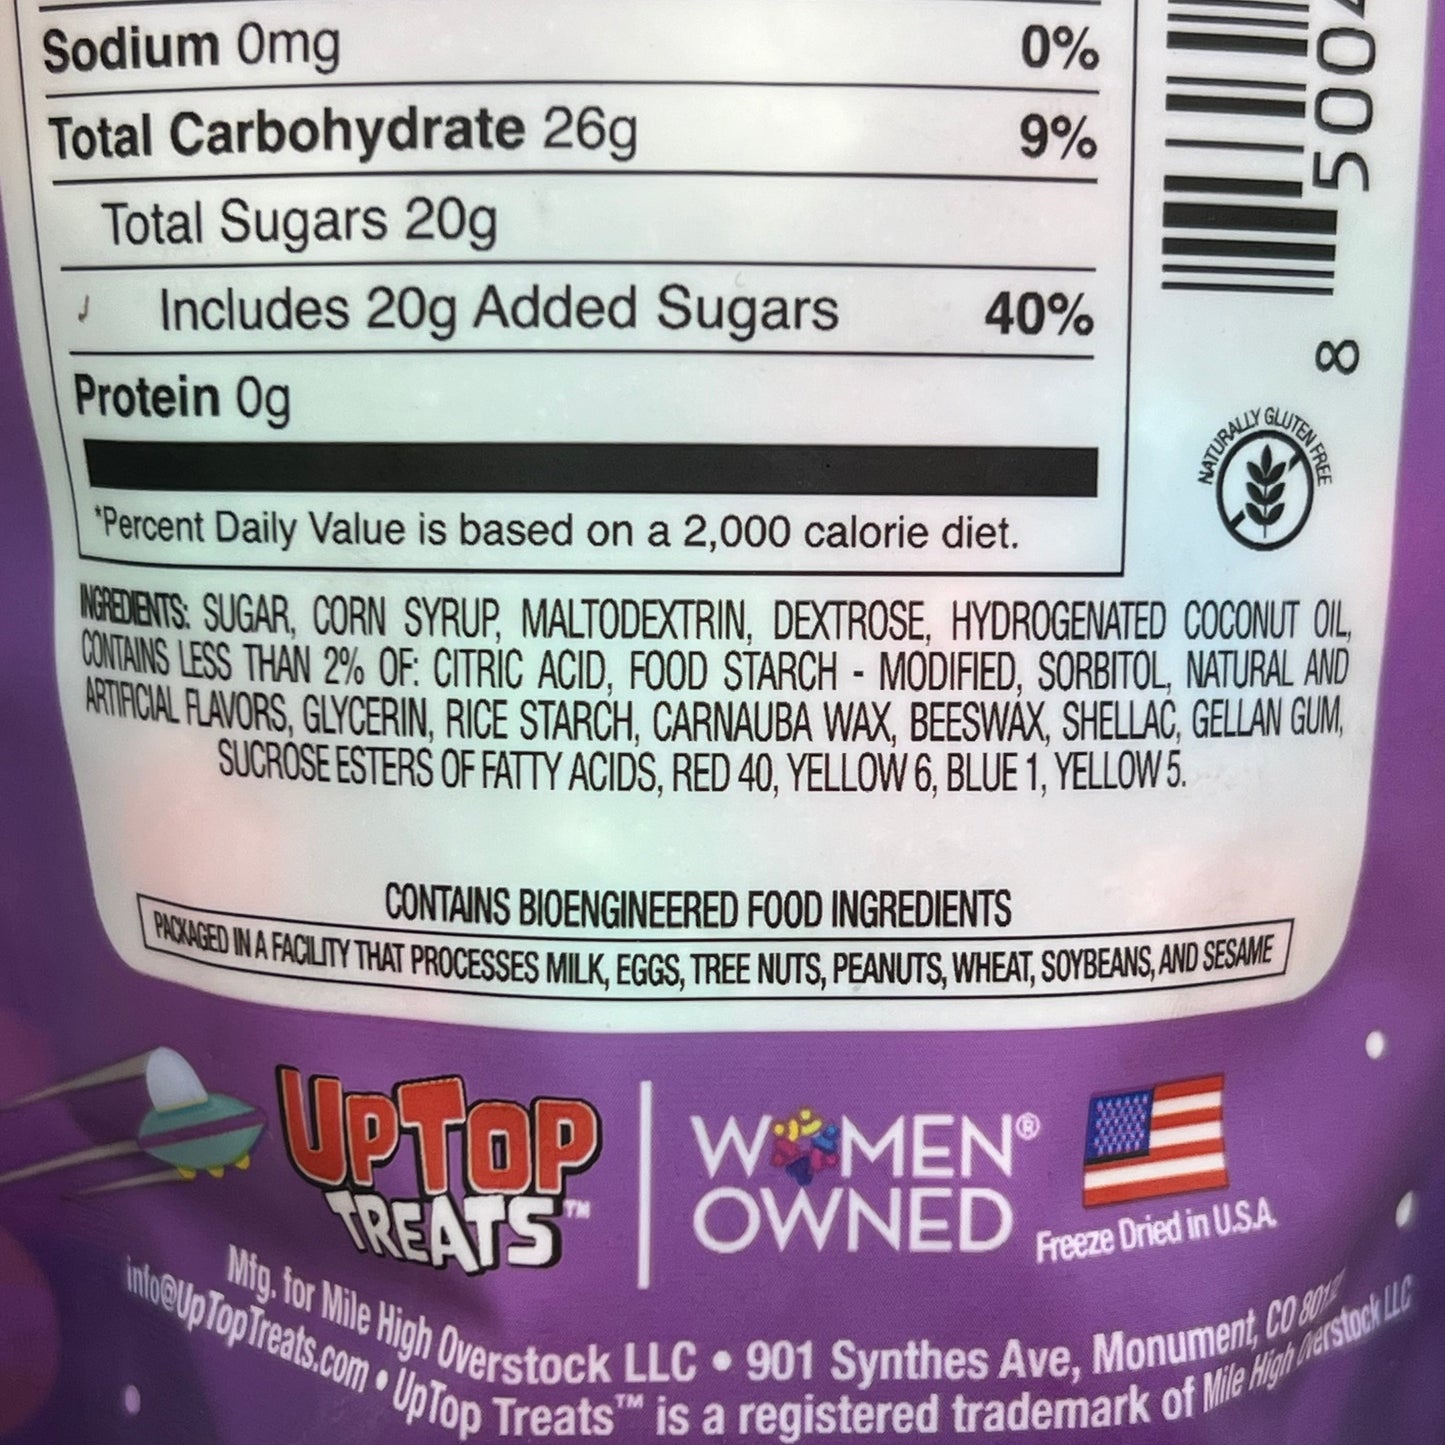 Sodium 0mg 0%
Total Carbohydrate 26g 9%
Total Sugars 20g
Includes 20g Added Sugars 40%
Protein 0g
*Percent Daily Value is based on a 2,000 calorie diet.
8 5004
NATURALLY GLUTEN FREE
INGREDIENTS: SUGAR, CORN SYRUP, MALTODEXTRIN, DEXTROSE, HYDROGENATED COCONUT OIL,
CONTAINS LESS THAN 2% OF: CITRIC ACID, FOOD STARCH - MODIFIED, SORBITOL, NATURAL AND
ARTIFICIAL FLAVORS, GLYCERIN, RICE STARCH, CARNAUBA WAX, BEESWAX, SHELLAC, GELLAN GUM,
SUCROSE ESTERS OF FATTY ACIDS, RED 40, YELLOW 6, BLUE 1, YELLOW 5.
CONTAINS BIOENGINEERED FOOD INGREDIENTS
PACKAGED IN A FACILITY THAT PROCESSES MILK, EGGS, TREE NUTS, PEANUTS, WHEAT, SOYBEANS, AND SESAME
UPTOP
TREATS™
WOMEN®
OWNED
Freeze Dried in U.S.A.
Mfg. for Mile High Overstock LLC • 901 Synthes Ave, Monument, CO
info@UpTopTreats.com • UpTop Treats™ is a registered trademark of Mile High Overstock LLC